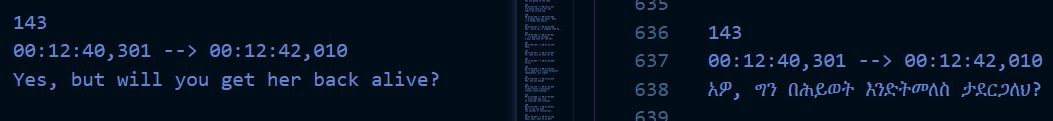 143
00:12:40,301 --> 00:12:42,010
Yes, but will you get her back alive?
635
636 143
637 00:12:40,301 --> 00:12:42,010
638 አዎ, ግን በሕይወት እንድትመለስ ታደርጋለህ?
639